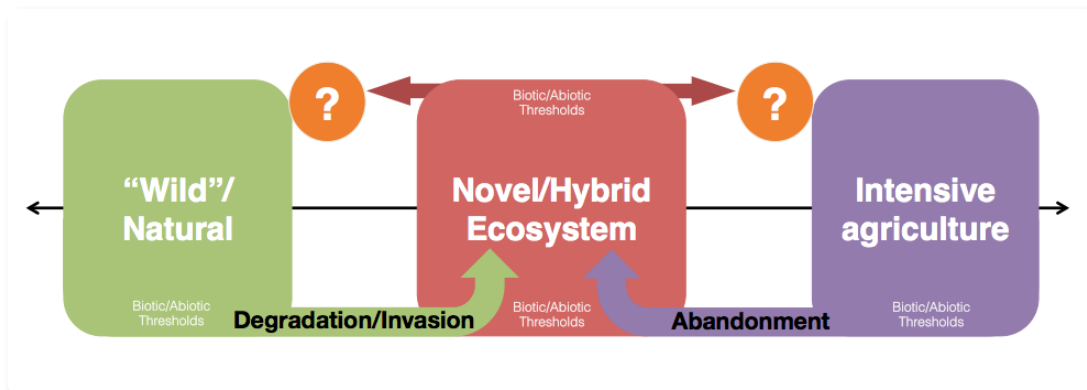 ?
Biotic/Abiotic
Thresholds
?
“Wild”/
Natural
Novel/Hybrid
Ecosystem
Intensive
agriculture
Biotic/Abiotic
Thresholds
Degradation/Invasion
Biotic/Abiotic
Thresholds
Abandonment
Biotic/Abiotic
Thresholds